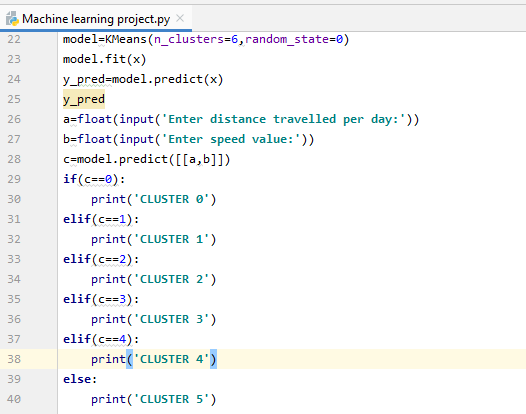 Machine learning project.py ×
22 model=KMeans(n_clusters=6,random_state=0)
23 model.fit(x)
24 y_pred=model.predict(x)
25 y_pred
26 a=float(input('Enter distance travelled per day:'))
27 b=float(input('Enter speed value:'))
28 c=model.predict([[a,b]])
29 if(c==0):
30     print('CLUSTER 0')
31 elif(c==1):
32     print('CLUSTER 1')
33 elif(c==2):
34     print('CLUSTER 2')
35 elif(c==3):
36     print('CLUSTER 3')
37 elif(c==4):
38     print('CLUSTER 4')
39 else:
40     print('CLUSTER 5')